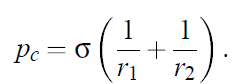 p_c = σ ( 1/r_1 + 1/r_2 ).